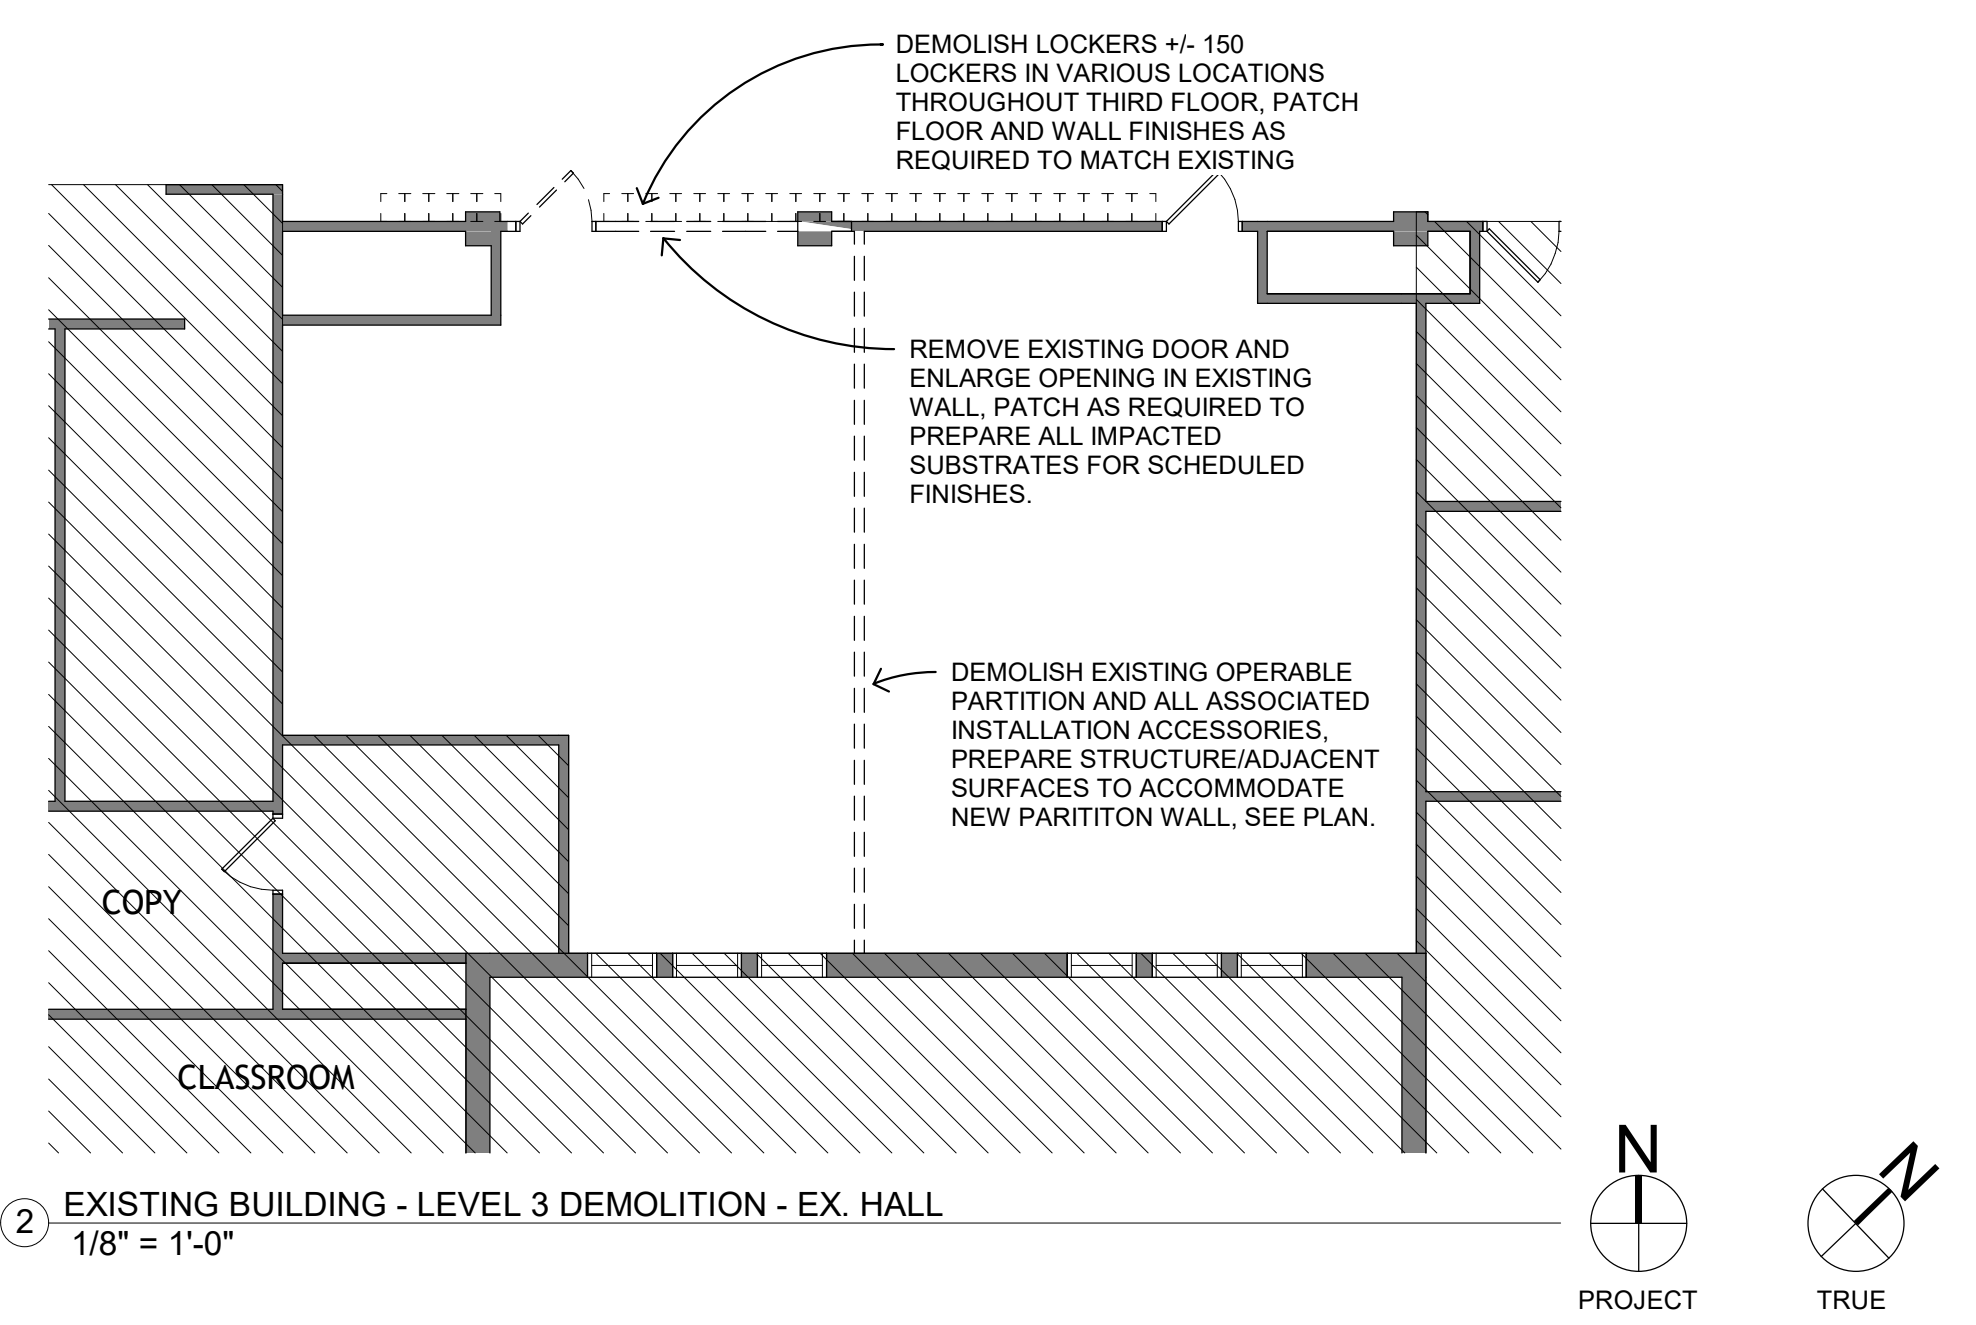 DEMOLISH LOCKERS +/- 150
LOCKERS IN VARIOUS LOCATIONS
THROUGHOUT THIRD FLOOR, PATCH
FLOOR AND WALL FINISHES AS
REQUIRED TO MATCH EXISTING
REMOVE EXISTING DOOR AND
ENLARGE OPENING IN EXISTING
WALL, PATCH AS REQUIRED TO
PREPARE ALL IMPACTED
SUBSTRATES FOR SCHEDULED
FINISHES.
DEMOLISH EXISTING OPERABLE
PARTITION AND ALL ASSOCIATED
INSTALLATION ACCESSORIES,
PREPARE STRUCTURE/ADJACENT
SURFACES TO ACCOMMODATE
NEW PARITITON WALL, SEE PLAN.
COPY
CLASSROOM
2
EXISTING BUILDING - LEVEL 3 DEMOLITION - EX. HALL
1/8" = 1'-0"
N
PROJECT
N
TRUE